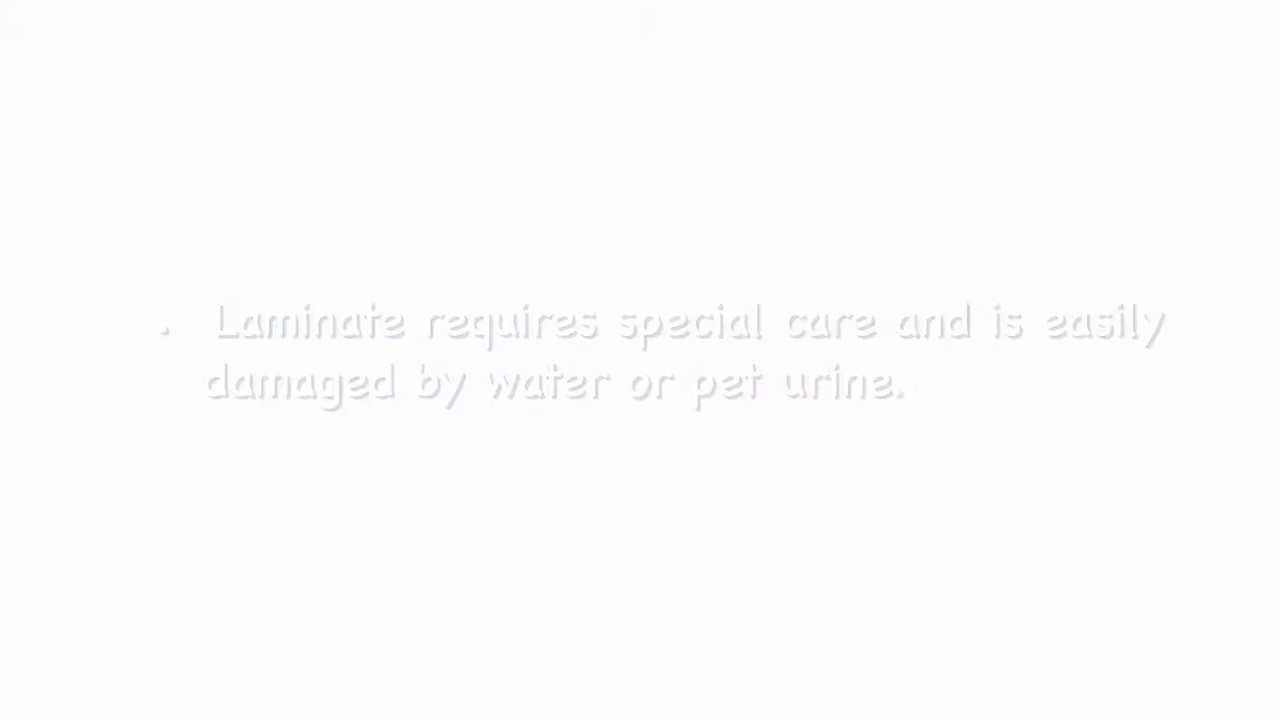 • Laminate requires special care and is easily
damaged by water or pet urine.